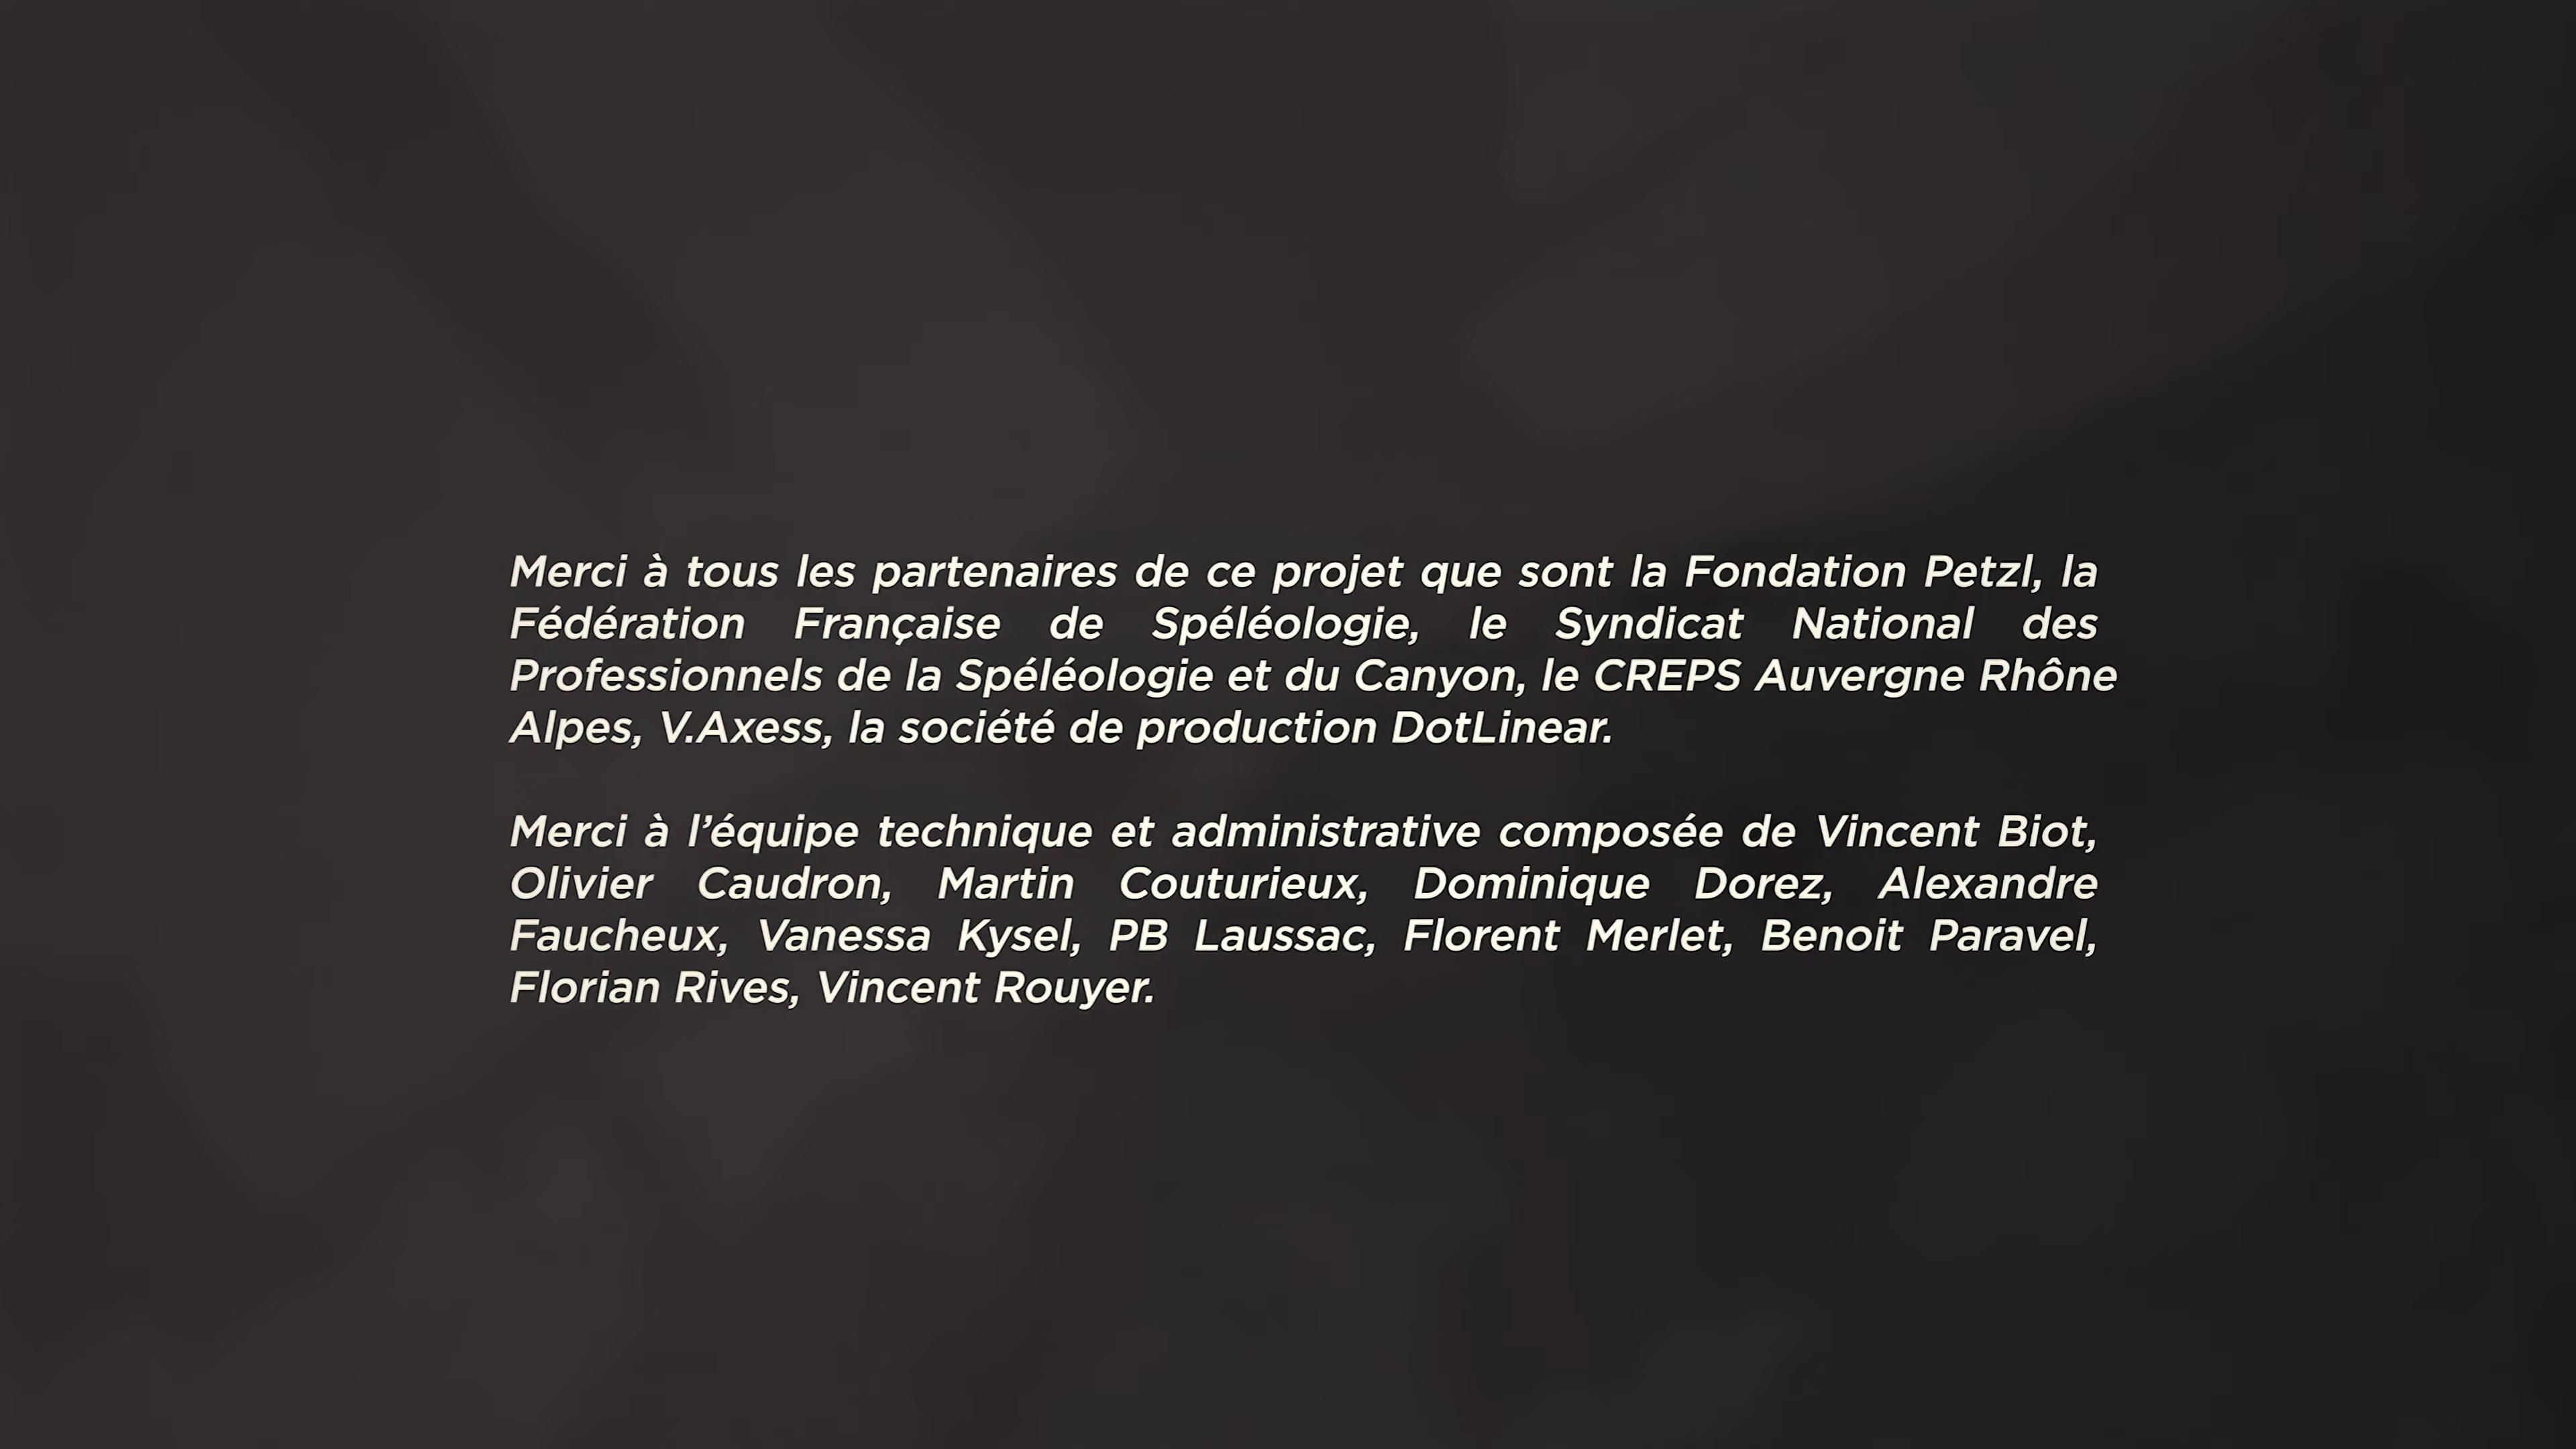 Merci à tous les partenaires de ce projet que sont la Fondation Petzl, la
Fédération Française de Spéléologie, le Syndicat National des
Professionnels de la Spéléologie et du Canyon, le CREPS Auvergne Rhône
Alpes, V.Axess, la société de production DotLinear.
Merci à l’équipe technique et administrative composée de Vincent Biot,
Olivier Caudron, Martin Couturieux, Dominique Dorez, Alexandre
Faucheux, Vanessa Kysel, PB Laussac, Florent Merlet, Benoit Paravel,
Florian Rives, Vincent Rouyer.